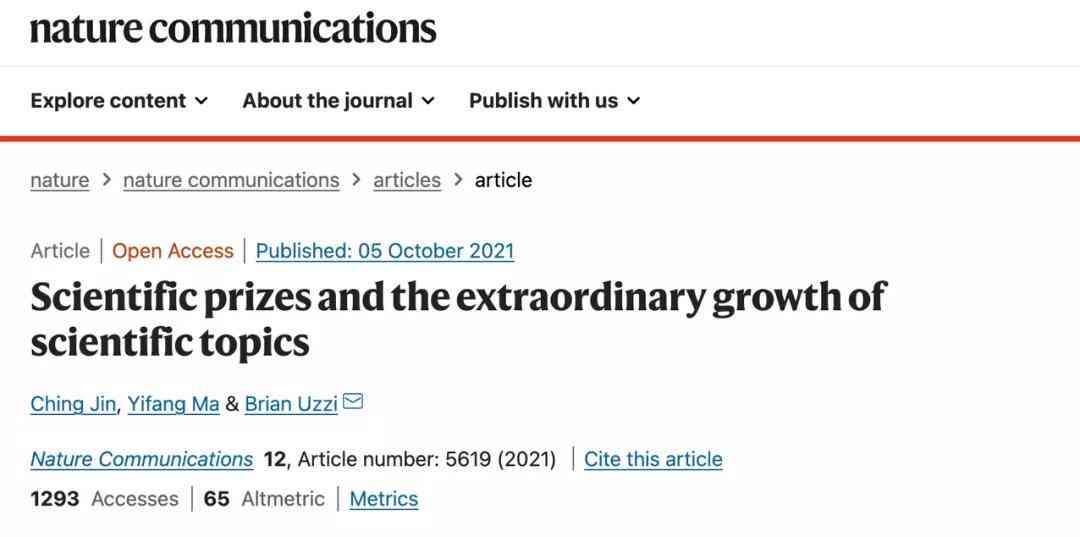 nature communications
Explore content About the journal Publish with us
nature > nature communications > articles > article
Article | Open Access | Published: 05 October 2021
Scientific prizes and the extraordinary growth of
scientific topics
Ching Jin, Yifang Ma & Brian Uzzi
Nature Communications 12, Article number: 5619 (2021) | Cite this article
1293 Accesses | 65 Altmetric | Metrics